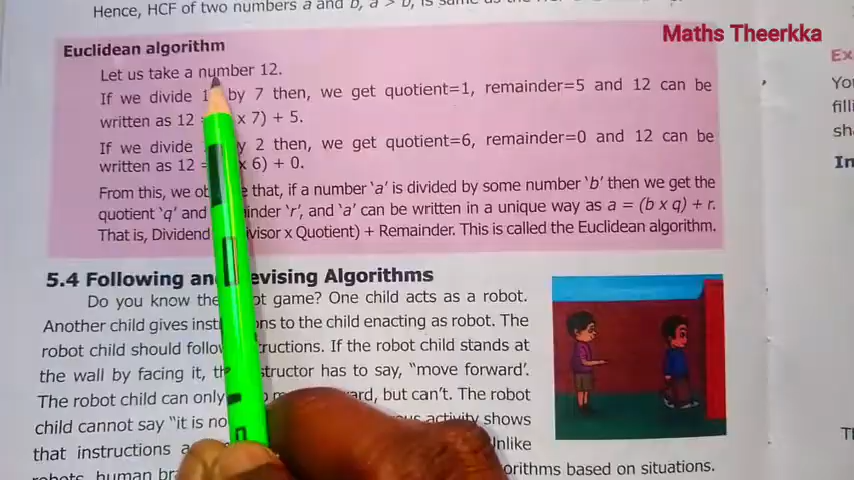 Hence, HCF of two numbers a and b, a > b, is same as the
Maths Theerkka
Euclidean algorithm
Let us take a number 12.
If we divide 1 by 7 then, we get quotient=1, remainder=5 and 12 can be
written as 12 x 7) + 5.
If we divide 2 then, we get quotient=6, remainder=0 and 12 can be
written as 12 = x 6) + 0.
From this, we ob e that, if a number 'a' is divided by some number 'b' then we get the
quotient 'q' and inder 'r', and 'a' can be written in a unique way as a = (b x q) + r.
That is, Dividend ivisor x Quotient) + Remainder. This is called the Euclidean algorithm.
5.4 Following an evising Algorithms
Do you know the ot game? One child acts as a robot.
Another child gives inst ons to the child enacting as robot. The
robot child should follo tructions. If the robot child stands at
the wall by facing it, th structor has to say, "move forward'.
The robot child can only ard, but can't. The robot
child cannot say "it is no activity shows
that instructions a Unlike
robots, human br orithms based on situations.
Ex
You
filli
sh
In